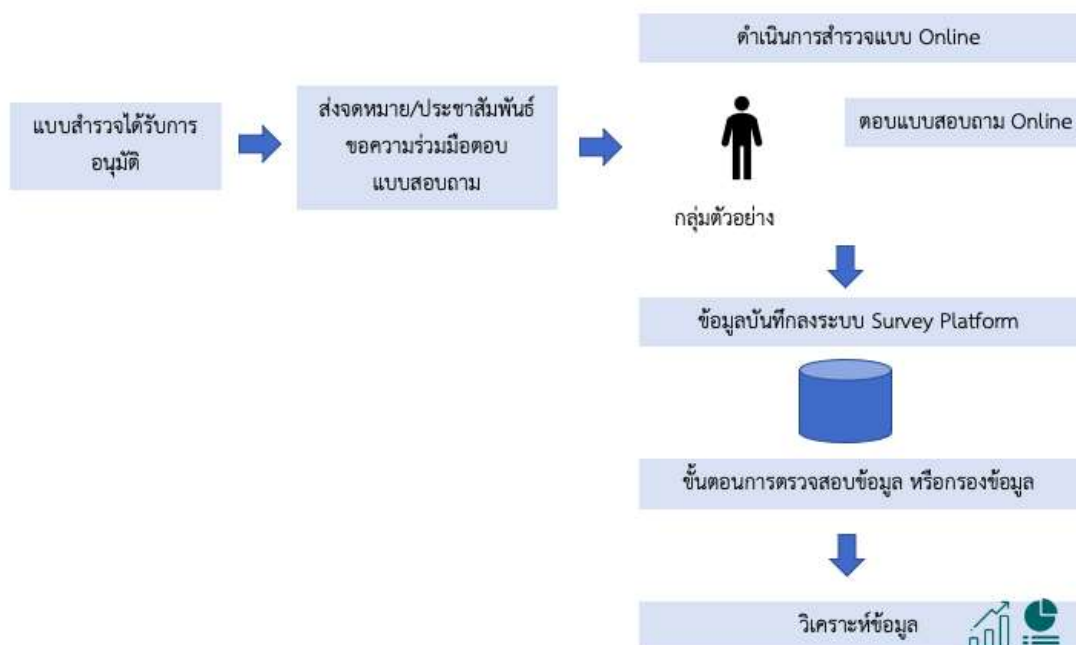 ดำเนินการสำรวจแบบ Online
แบบสำรวจได้รับการ
อนุมัติ
ส่งจดหมาย/ประชาสัมพันธ์
ขอความร่วมมือตอบ
แบบสอบถาม
ตอบแบบสอบถาม Online
กลุ่มตัวอย่าง
ข้อมูลบันทึกลงระบบ Survey Platform
ขั้นตอนการตรวจสอบข้อมูล หรือกรองข้อมูล
วิเคราะห์ข้อมูล